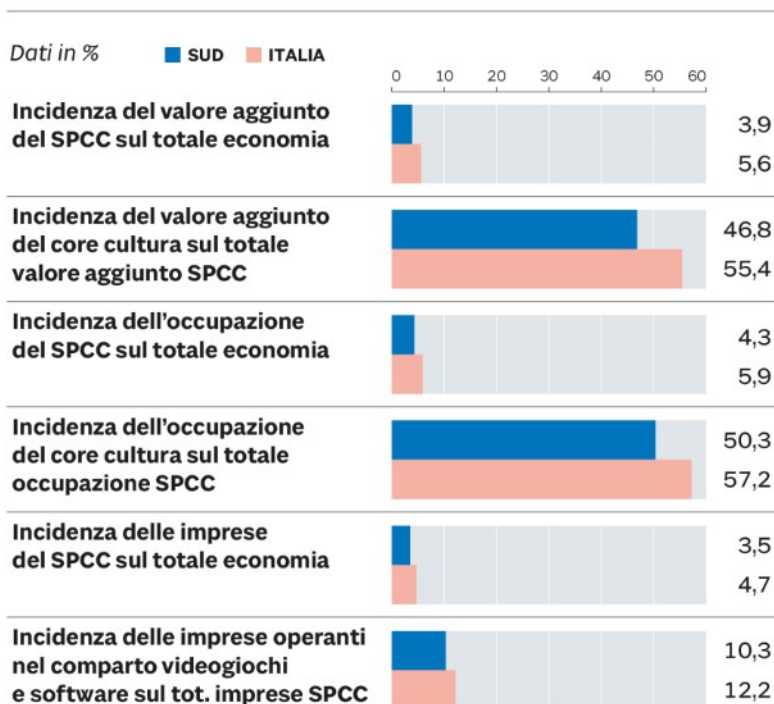 Dati in % SUD ITALIA
0 10 20 30 40 50 60
Incidenza del valore aggiunto
del SPCC sul totale economia
3,9
5,6
Incidenza del valore aggiunto
del core cultura sul totale
valore aggiunto SPCC
46,8
55,4
Incidenza dell'occupazione
del SPCC sul totale economia
4,3
5,9
Incidenza dell'occupazione
del core cultura sul totale
occupazione SPCC
50,3
57,2
Incidenza delle imprese
del SPCC sul totale economia
3,5
4,7
Incidenza delle imprese operanti
nel comparto videogiochi
e software sul tot. imprese SPCC
10,3
12,2